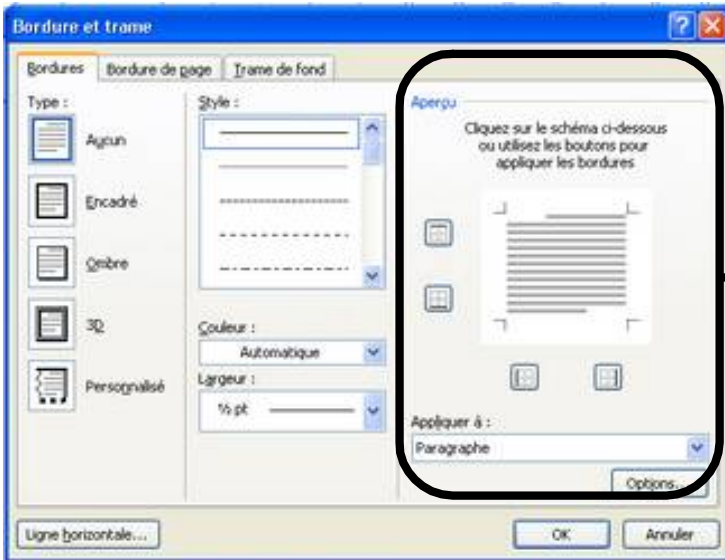 Bordure et trame
Bordures
Bordure de page
Trame de fond
Type :
Aucun
Encadré
Ombre
3D
Personnalisé
Style :
Couleur :
Automatique
Largeur :
½ pt
Aperçu
Cliquez sur le schéma ci-dessous
ou utilisez les boutons pour
appliquer les bordures
Appliquer à :
Paragraphe
Options...
Ligne horizontale...
OK
Annuler